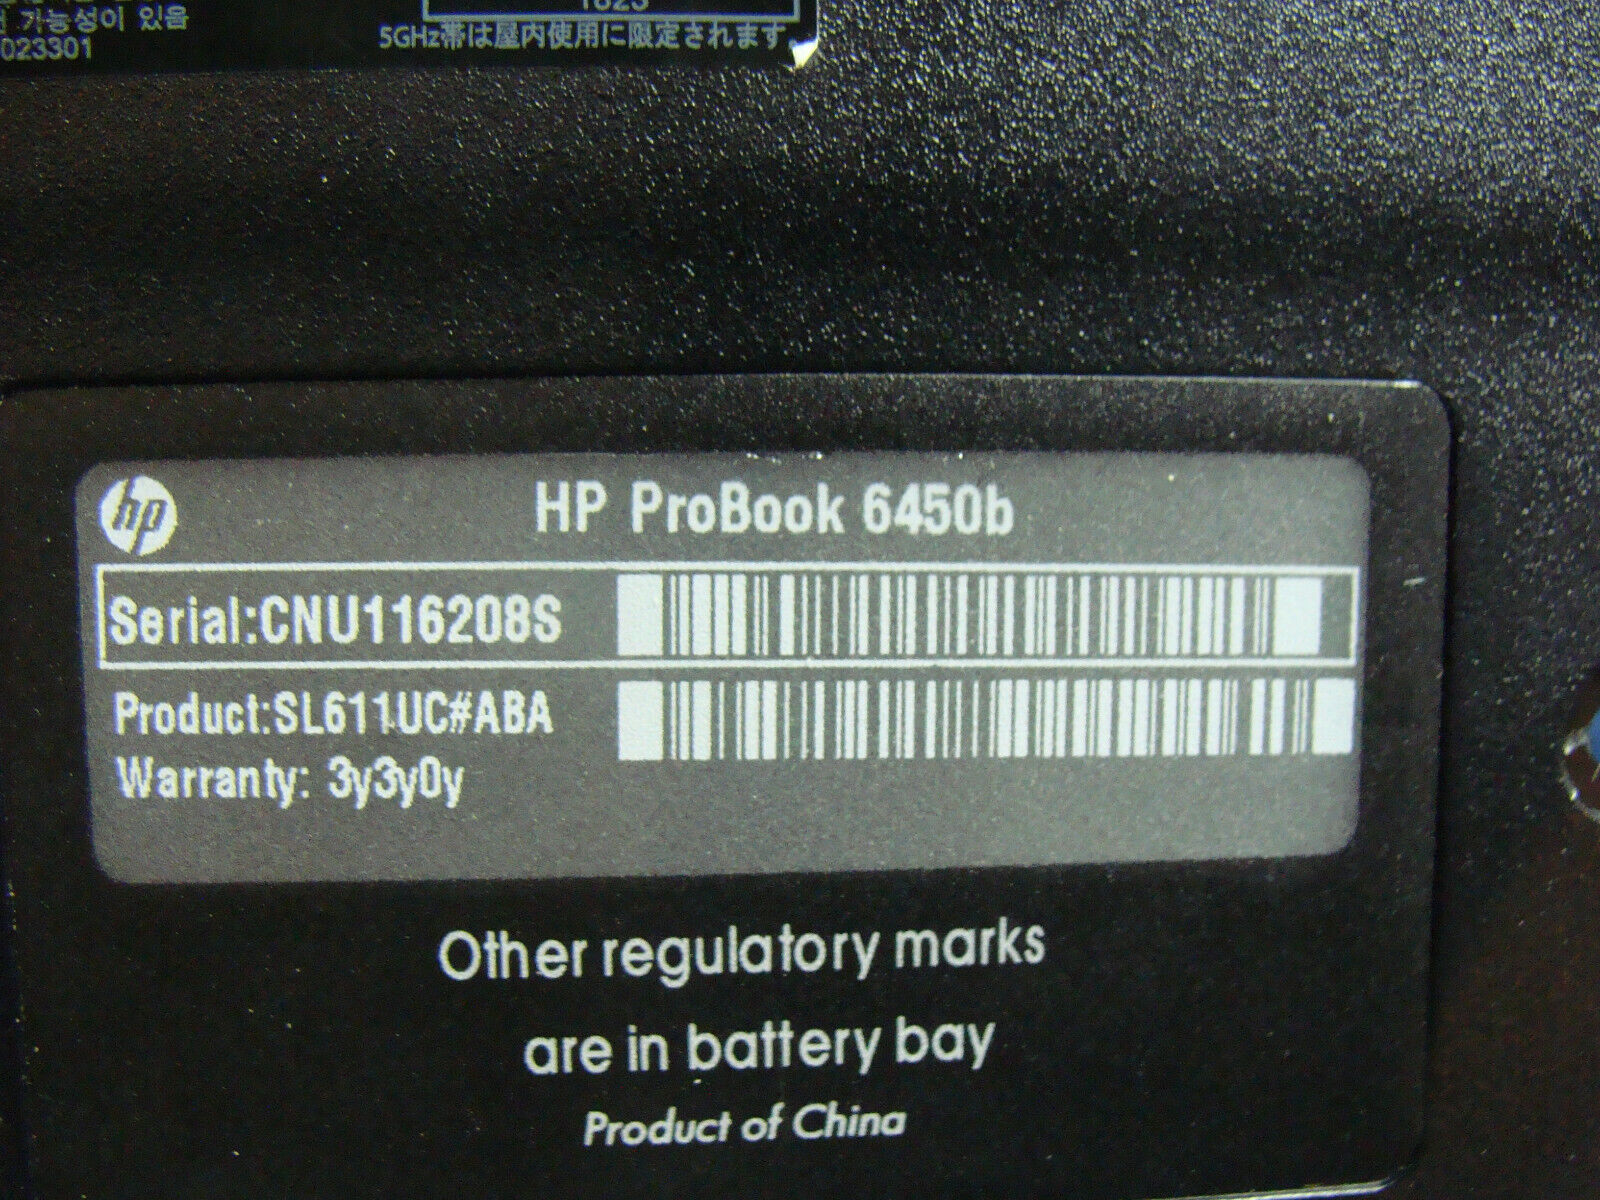 가능성이 있음
023301
5GHz帯は屋内使用に限定されます
hp
HP ProBook 6450b
Serial:CNU116208S
Product:SL611UC#ABA
Warranty: 3y3y0y
Other regulatory marks
are in battery bay
Product of China